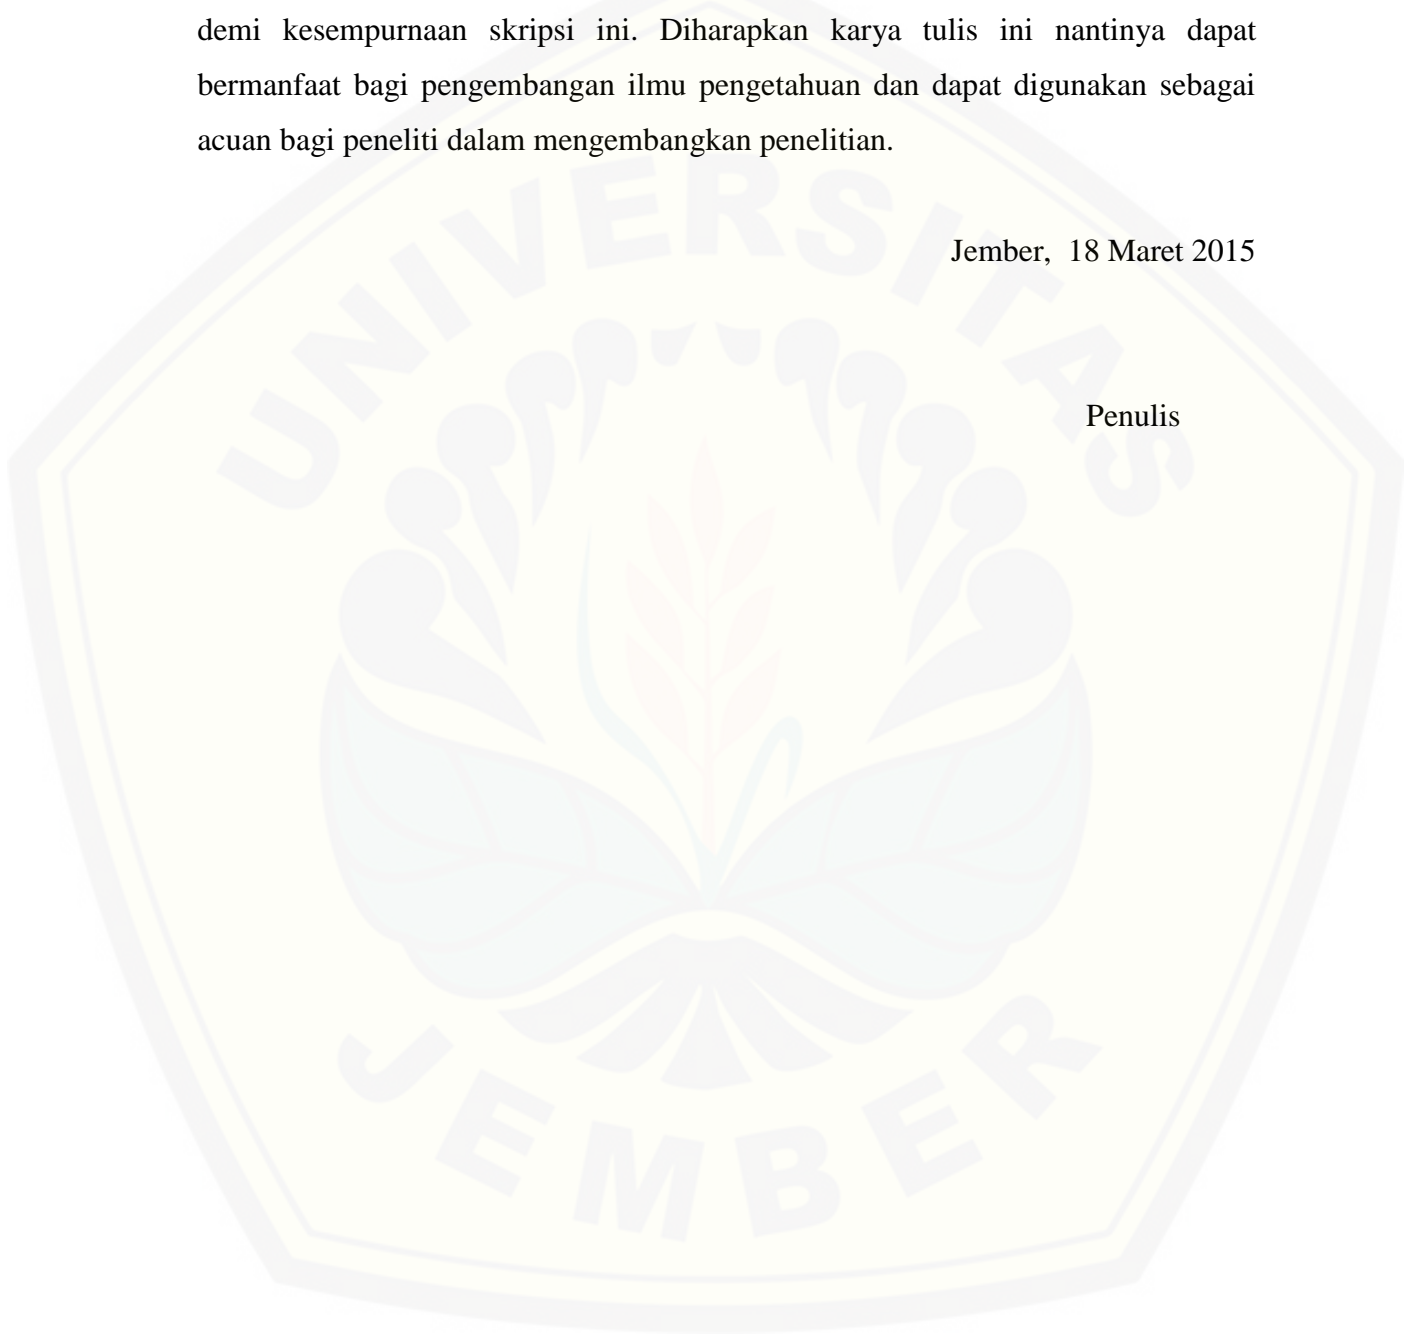 demi kesempurnaan skripsi ini. Diharapkan karya tulis ini nantinya dapat
bermanfaat bagi pengembangan ilmu pengetahuan dan dapat digunakan sebagai
acuan bagi peneliti dalam mengembangkan penelitian.
Jember, 18 Maret 2015
Penulis
UNIVERSITAS
JEMBER